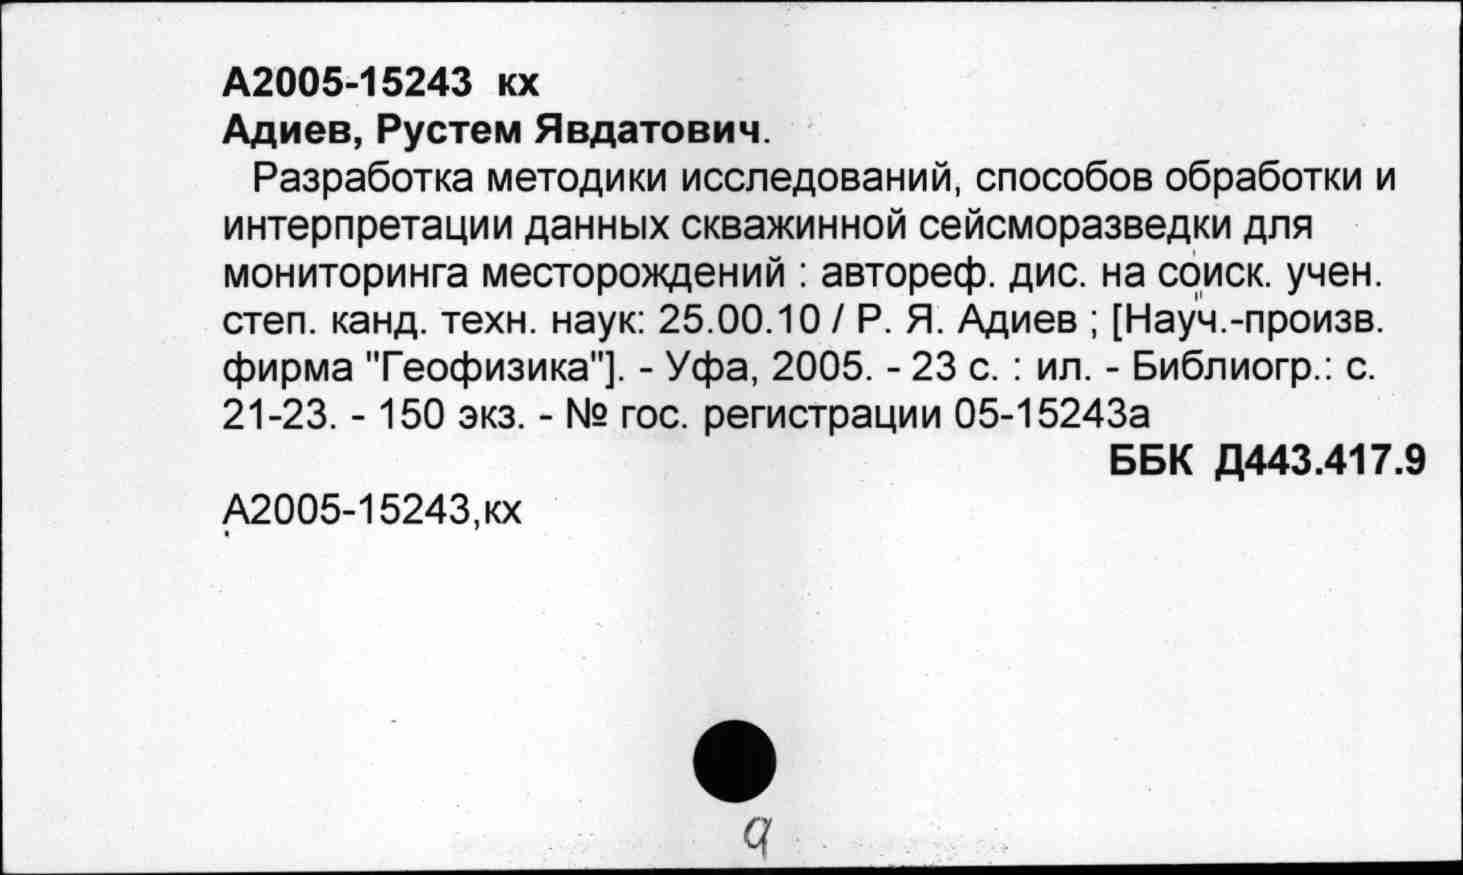 А2005-15243 кх
Адиев, Рустем Явдатович.
Разработка методики исследований, способов обработки и
интерпретации данных скважинной сейсморазведки для
мониторинга месторождений : автореф. дис. на соиск. учен.
степ. канд. техн. наук: 25.00.10 / Р. Я. Адиев ; [Науч.-произв.
фирма "Геофизика"]. - Уфа, 2005. - 23 с. : ил. - Библиогр.: с.
21-23. - 150 экз. - № гос. регистрации 05-15243а
ББК Д443.417.9
А2005-15243,кх